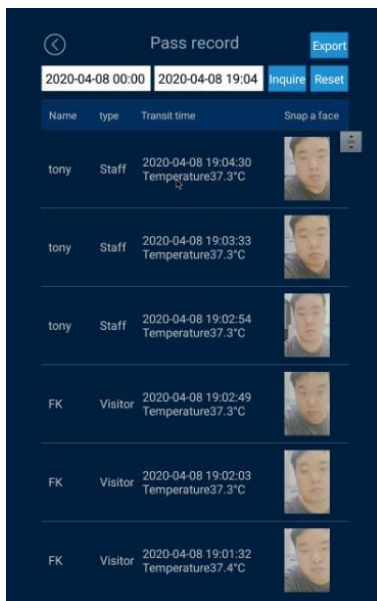 Pass record
Export
2020-04-08 00:00 2020-04-08 19:04 Inquire Reset
Name type Transit time Snap a face
tony Staff 2020-04-08 19:04:30
Temperature37.3°C
tony Staff 2020-04-08 19:03:33
Temperature37.3°C
tony Staff 2020-04-08 19:02:54
Temperature37.3°C
FK Visitor 2020-04-08 19:02:49
Temperature37.3°C
FK Visitor 2020-04-08 19:02:03
Temperature37.3°C
FK Visitor 2020-04-08 19:01:32
Temperature37.4°C